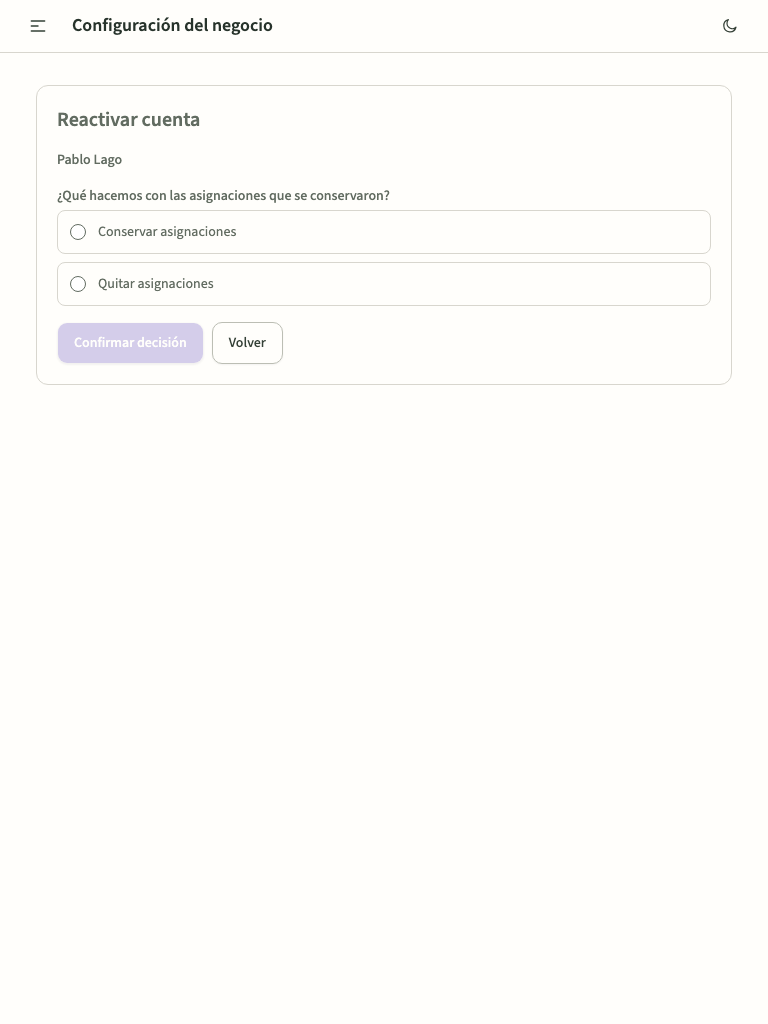 Configuración del negocio
Reactivar cuenta
Pablo Lago
¿Qué hacemos con las asignaciones que se conservaron?
Conservar asignaciones
Quitar asignaciones
Confirmar decisión
Volver